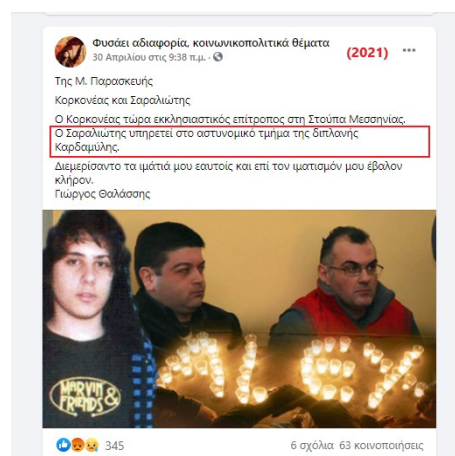 Φυσάει αδιαφορία, κοινωνικοπολιτικά θέματα
30 Απριλίου στις 9:38 π.μ. ·
(2021)
Της Μ. Παρασκευής
Κορκονέας και Σαραλιώτης
Ο Κορκονέας τώρα εκκλησιαστικός επίτροπος στη Στούπα Μεσσηνίας.
Ο Σαραλιώτης υπηρετεί στο αστυνομικό τμήμα της διπλανής
Καρδαμύλης.
Διεμερίσαντο τα ιμάτιά μου εαυτοίς και επί τον ιματισμόν μου έβαλον
κλήρον.
Γιώργος Θαλάσσης
MARVIN &
FRIENDS
ALEX
345
6 σχόλια 63 κοινοποιήσεις